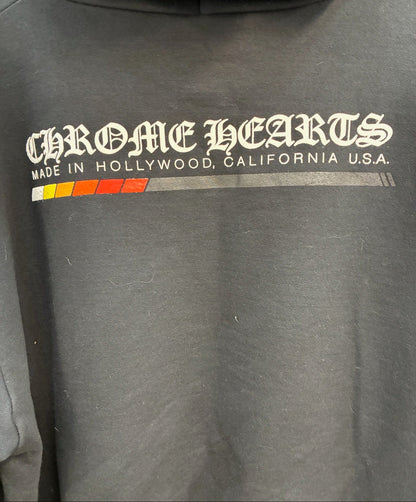 CHROME HEARTS
MADE IN HOLLYWOOD, CALIFORNIA U.S.A.